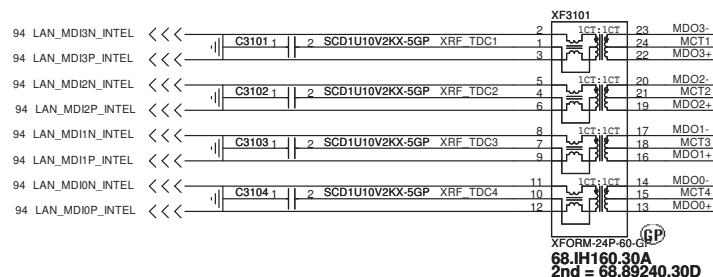 XF3101
94 LAN_MDI3N_INTEL 2 1CT:1CT 23 MDO3-
C3101 1 2 SCD1U10V2KX-5GP XRF_TDC1 1 24 MCT1
94 LAN_MDI3P_INTEL 3 22 MDO3+
94 LAN_MDI2N_INTEL 5 1CT:1CT 20 MDO2-
C3102 1 2 SCD1U10V2KX-5GP XRF_TDC2 4 21 MCT2
94 LAN_MDI2P_INTEL 6 19 MDO2+
94 LAN_MDI1N_INTEL 8 1CT:1CT 17 MDO1-
C3103 1 2 SCD1U10V2KX-5GP XRF_TDC3 7 18 MCT3
94 LAN_MDI1P_INTEL 9 16 MDO1+
94 LAN_MDI0N_INTEL 11 1CT:1CT 14 MDO0-
C3104 1 2 SCD1U10V2KX-5GP XRF_TDC4 10 15 MCT4
94 LAN_MDI0P_INTEL 12 13 MDO0+
XFORM-24P-60-GP GP
68.IH160.30A
2nd = 68.89240.30D